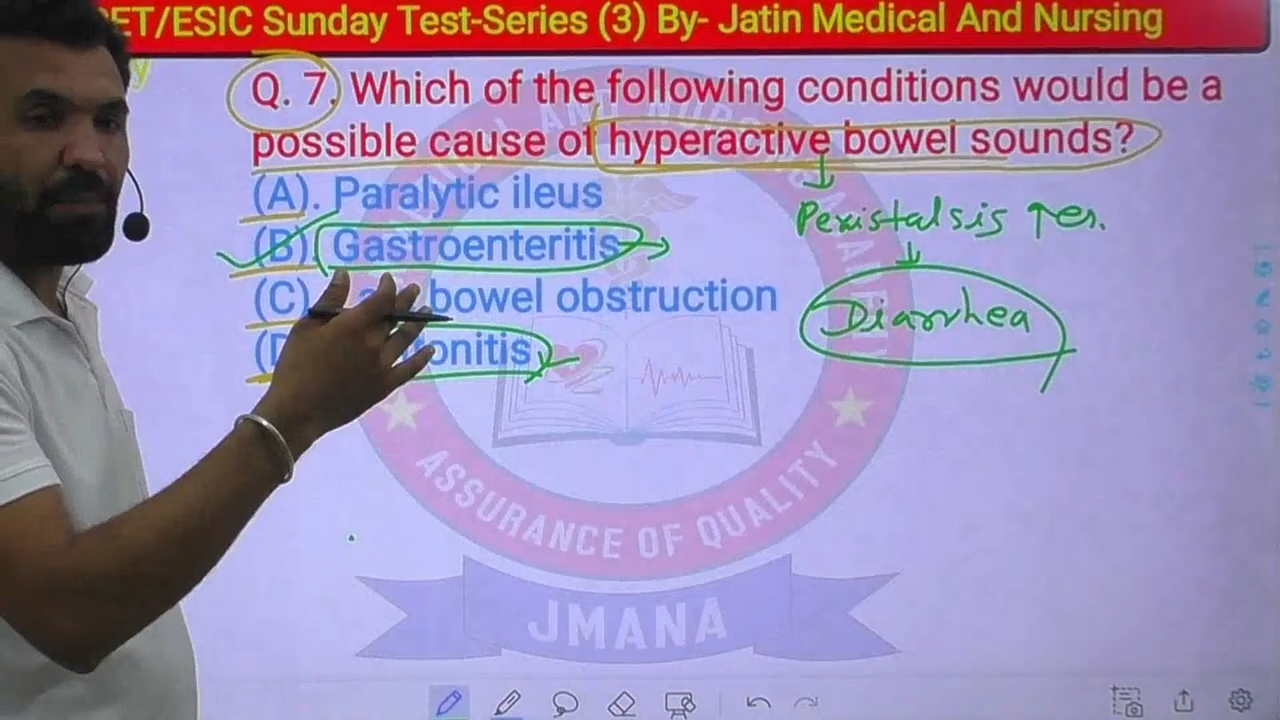 ET/ESIC Sunday Test-Series (3) By- Jatin Medical And Nursing
Q. 7. Which of the following conditions would be a
possible cause of hyperactive bowel sounds?
(A). Paralytic ileus
(B). Gastroenteritis
(C) bowel obstruction
(D onitis
Peristalsis ↑es.
Diarrhea
ASSURANCE OF QUALITY
JMANA